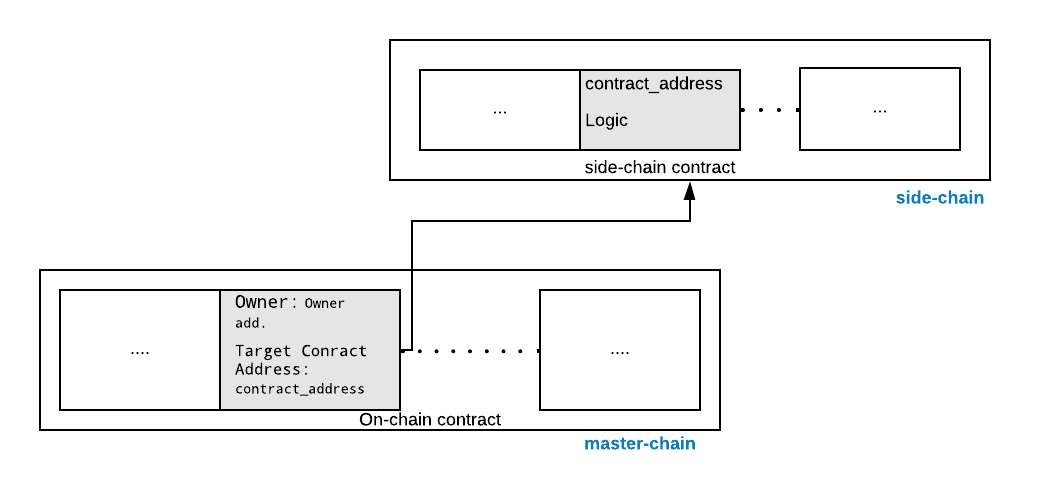 contract_address
...
Logic
...
side-chain contract
side-chain
Owner: Owner
add.
....
Target Conract
Address:
contract_address
....
On-chain contract
master-chain